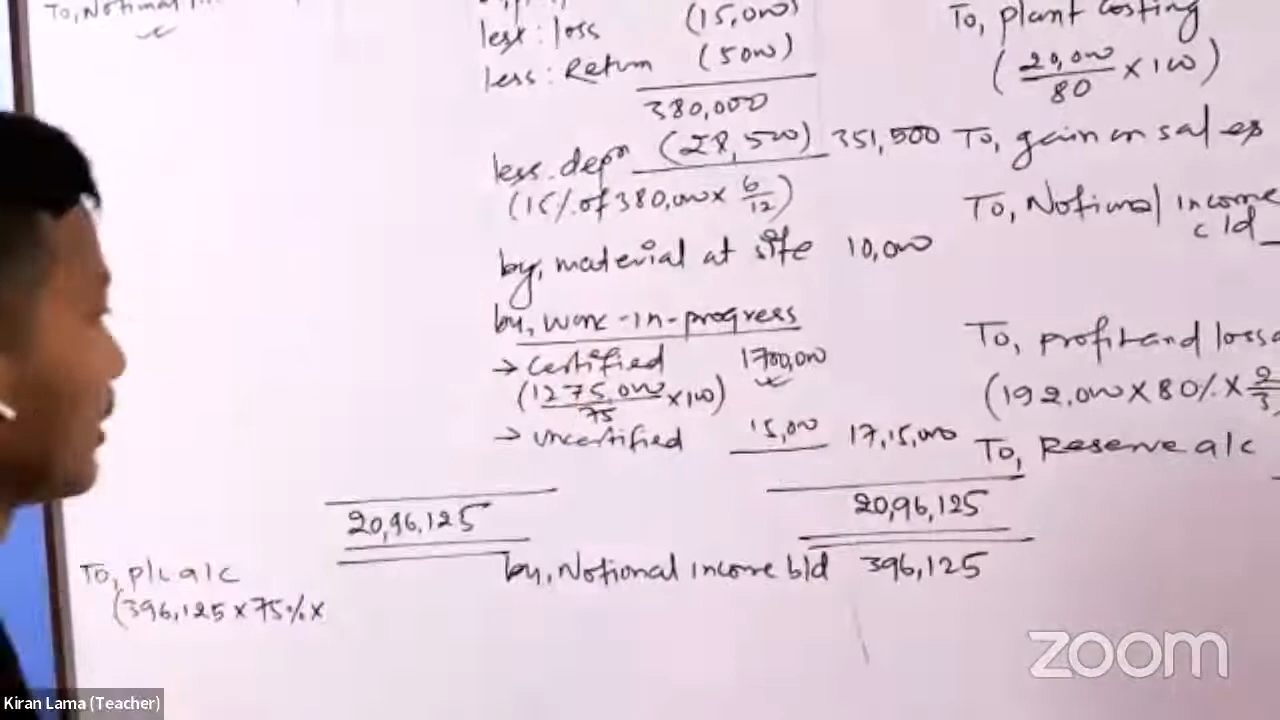 To, Notional in
less: loss (15,000)
less: Return (5000)
380,000
less. depn (28,500) 351,500
(15% of 380,000 x 6/12)
by, material at site 10,000
by, work-in-progress
→ Certified 1700,000
(1275,000/75 x 100)
→ uncertified 15,000 17,15,000
20,96,125 20,96,125
by, Notional income b/d 396,125
To, p/L a/c
(396,125 x 75% x
To, plant costing
(20,000/80 x 100)
To, gain on sales
To, Notional income
c/d
To, profit and loss a
(192,000 x 80% x 2/3
To, Reserve a/c
zoom
Kiran Lama (Teacher)